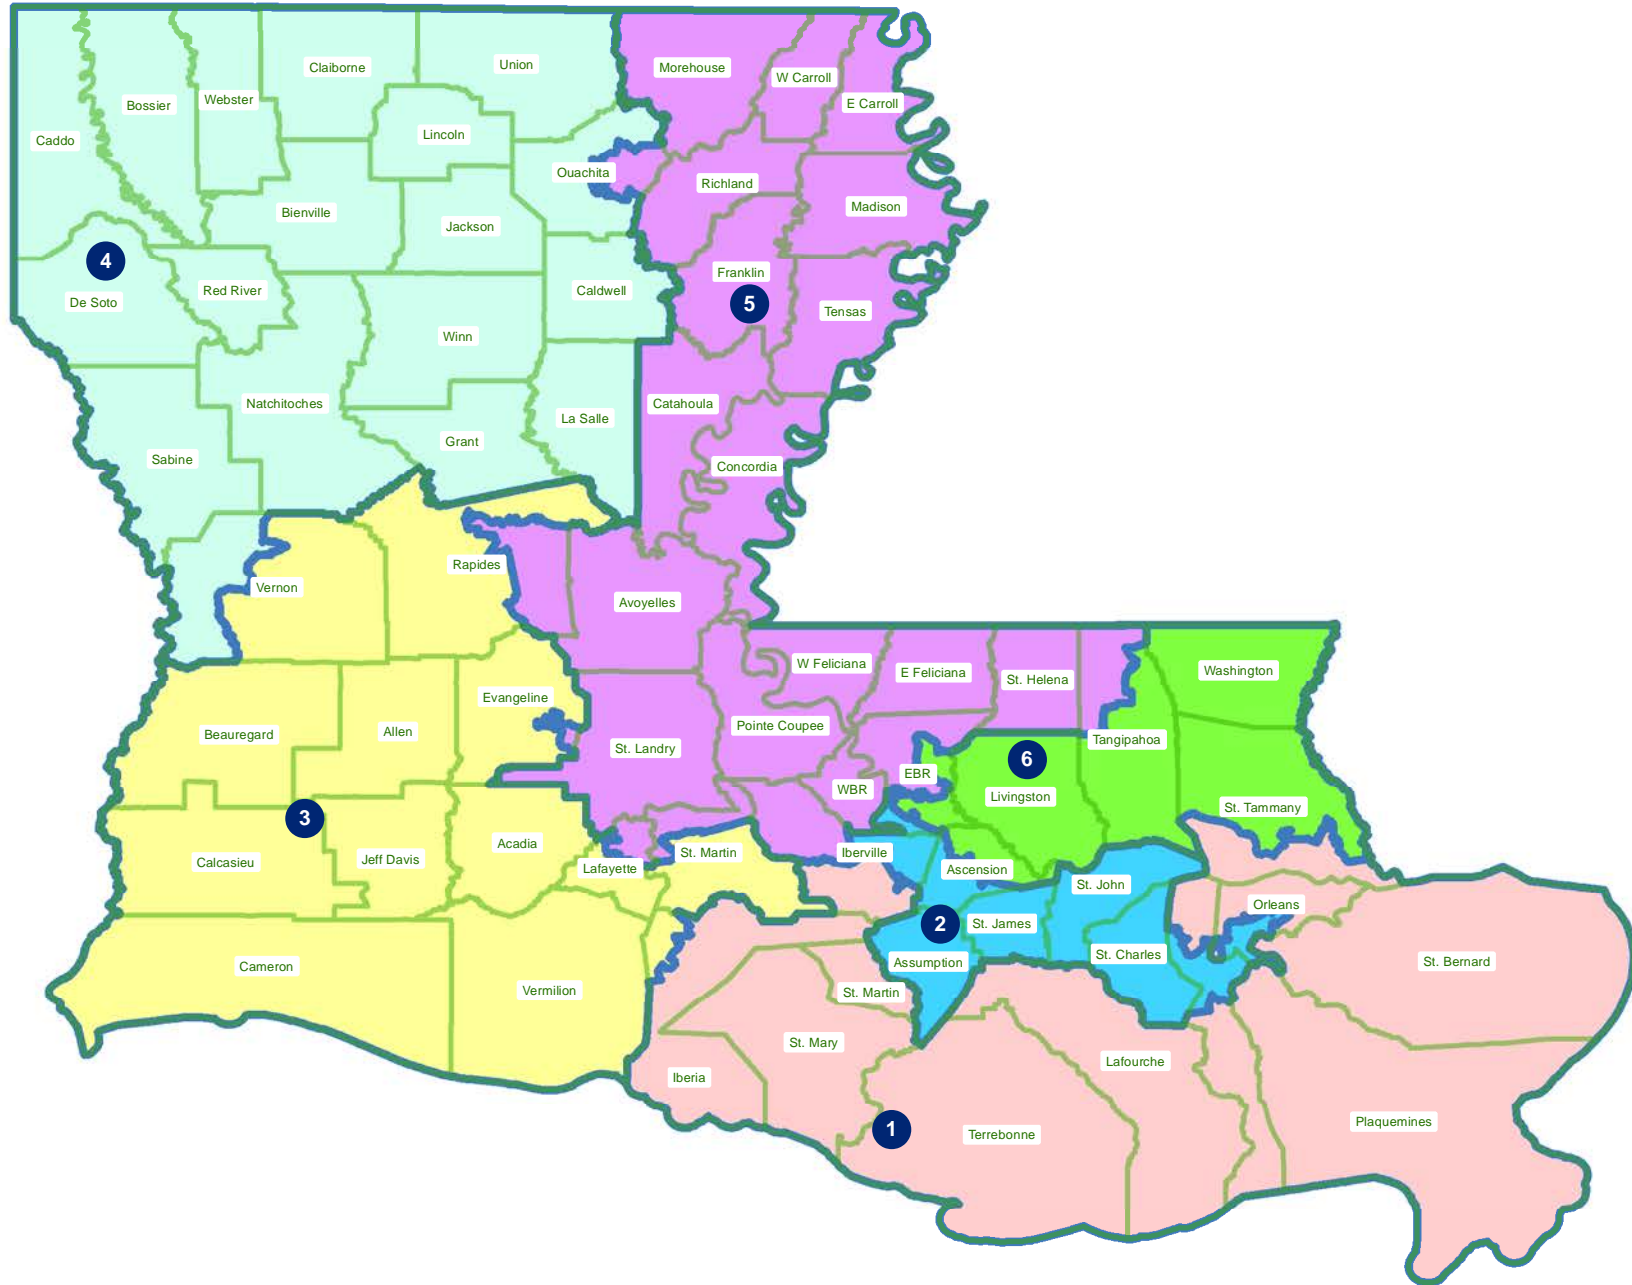 Claiborne
Union
Morehouse
W Carroll
E Carroll
Bossier
Webster
Caddo
Lincoln
Ouachita
Richland
Madison
Bienville
Jackson
4
De Soto
Red River
Caldwell
Franklin
5
Tensas
Winn
Natchitoches
La Salle
Catahoula
Grant
Sabine
Concordia
Rapides
Vernon
Avoyelles
W Feliciana
E Feliciana
St. Helena
Washington
Evangeline
Beauregard
Allen
St. Landry
Pointe Coupee
Tangipahoa
6
EBR
WBR
Livingston
St. Tammany
3
Calcasieu
Jeff Davis
Acadia
Lafayette
St. Martin
Iberville
Ascension
St. John
Orleans
2
St. James
Assumption
St. Charles
St. Bernard
Cameron
Vermilion
St. Martin
St. Mary
Iberia
Lafourche
1
Terrebonne
Plaquemines